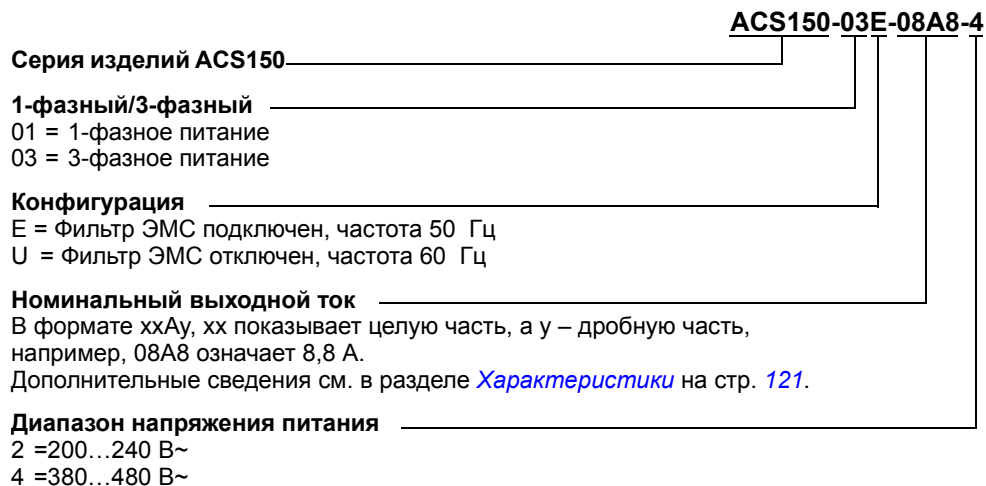 ACS150-03E-08A8-4
Серия изделий ACS150
1-фазный/3-фазный
01 = 1-фазное питание
03 = 3-фазное питание
Конфигурация
E = Фильтр ЭМС подключен, частота 50 Гц
U = Фильтр ЭМС отключен, частота 60 Гц
Номинальный выходной ток
В формате xxAy, xx показывает целую часть, а y – дробную часть,
например, 08A8 означает 8,8 А.
Дополнительные сведения см. в разделе Характеристики на стр. 121.
Диапазон напряжения питания
2 =200…240 В~
4 =380…480 В~